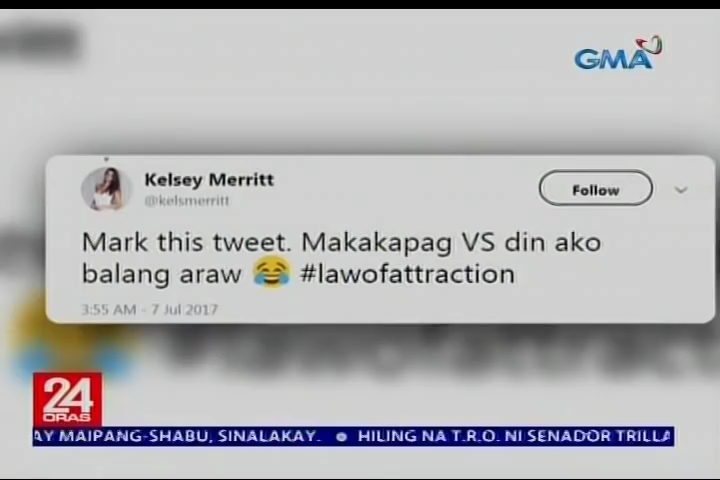 GMA
Kelsey Merritt
@kelsmerritt
Follow
Mark this tweet. Makakapag VS din ako
balang araw 😂 #lawofattraction
3:55 AM - 7 Jul 2017
24
ORAS
AY MAIPANG-SHABU, SINALAKAY. HILING NA T.R.O. NI SENADOR TRILLA